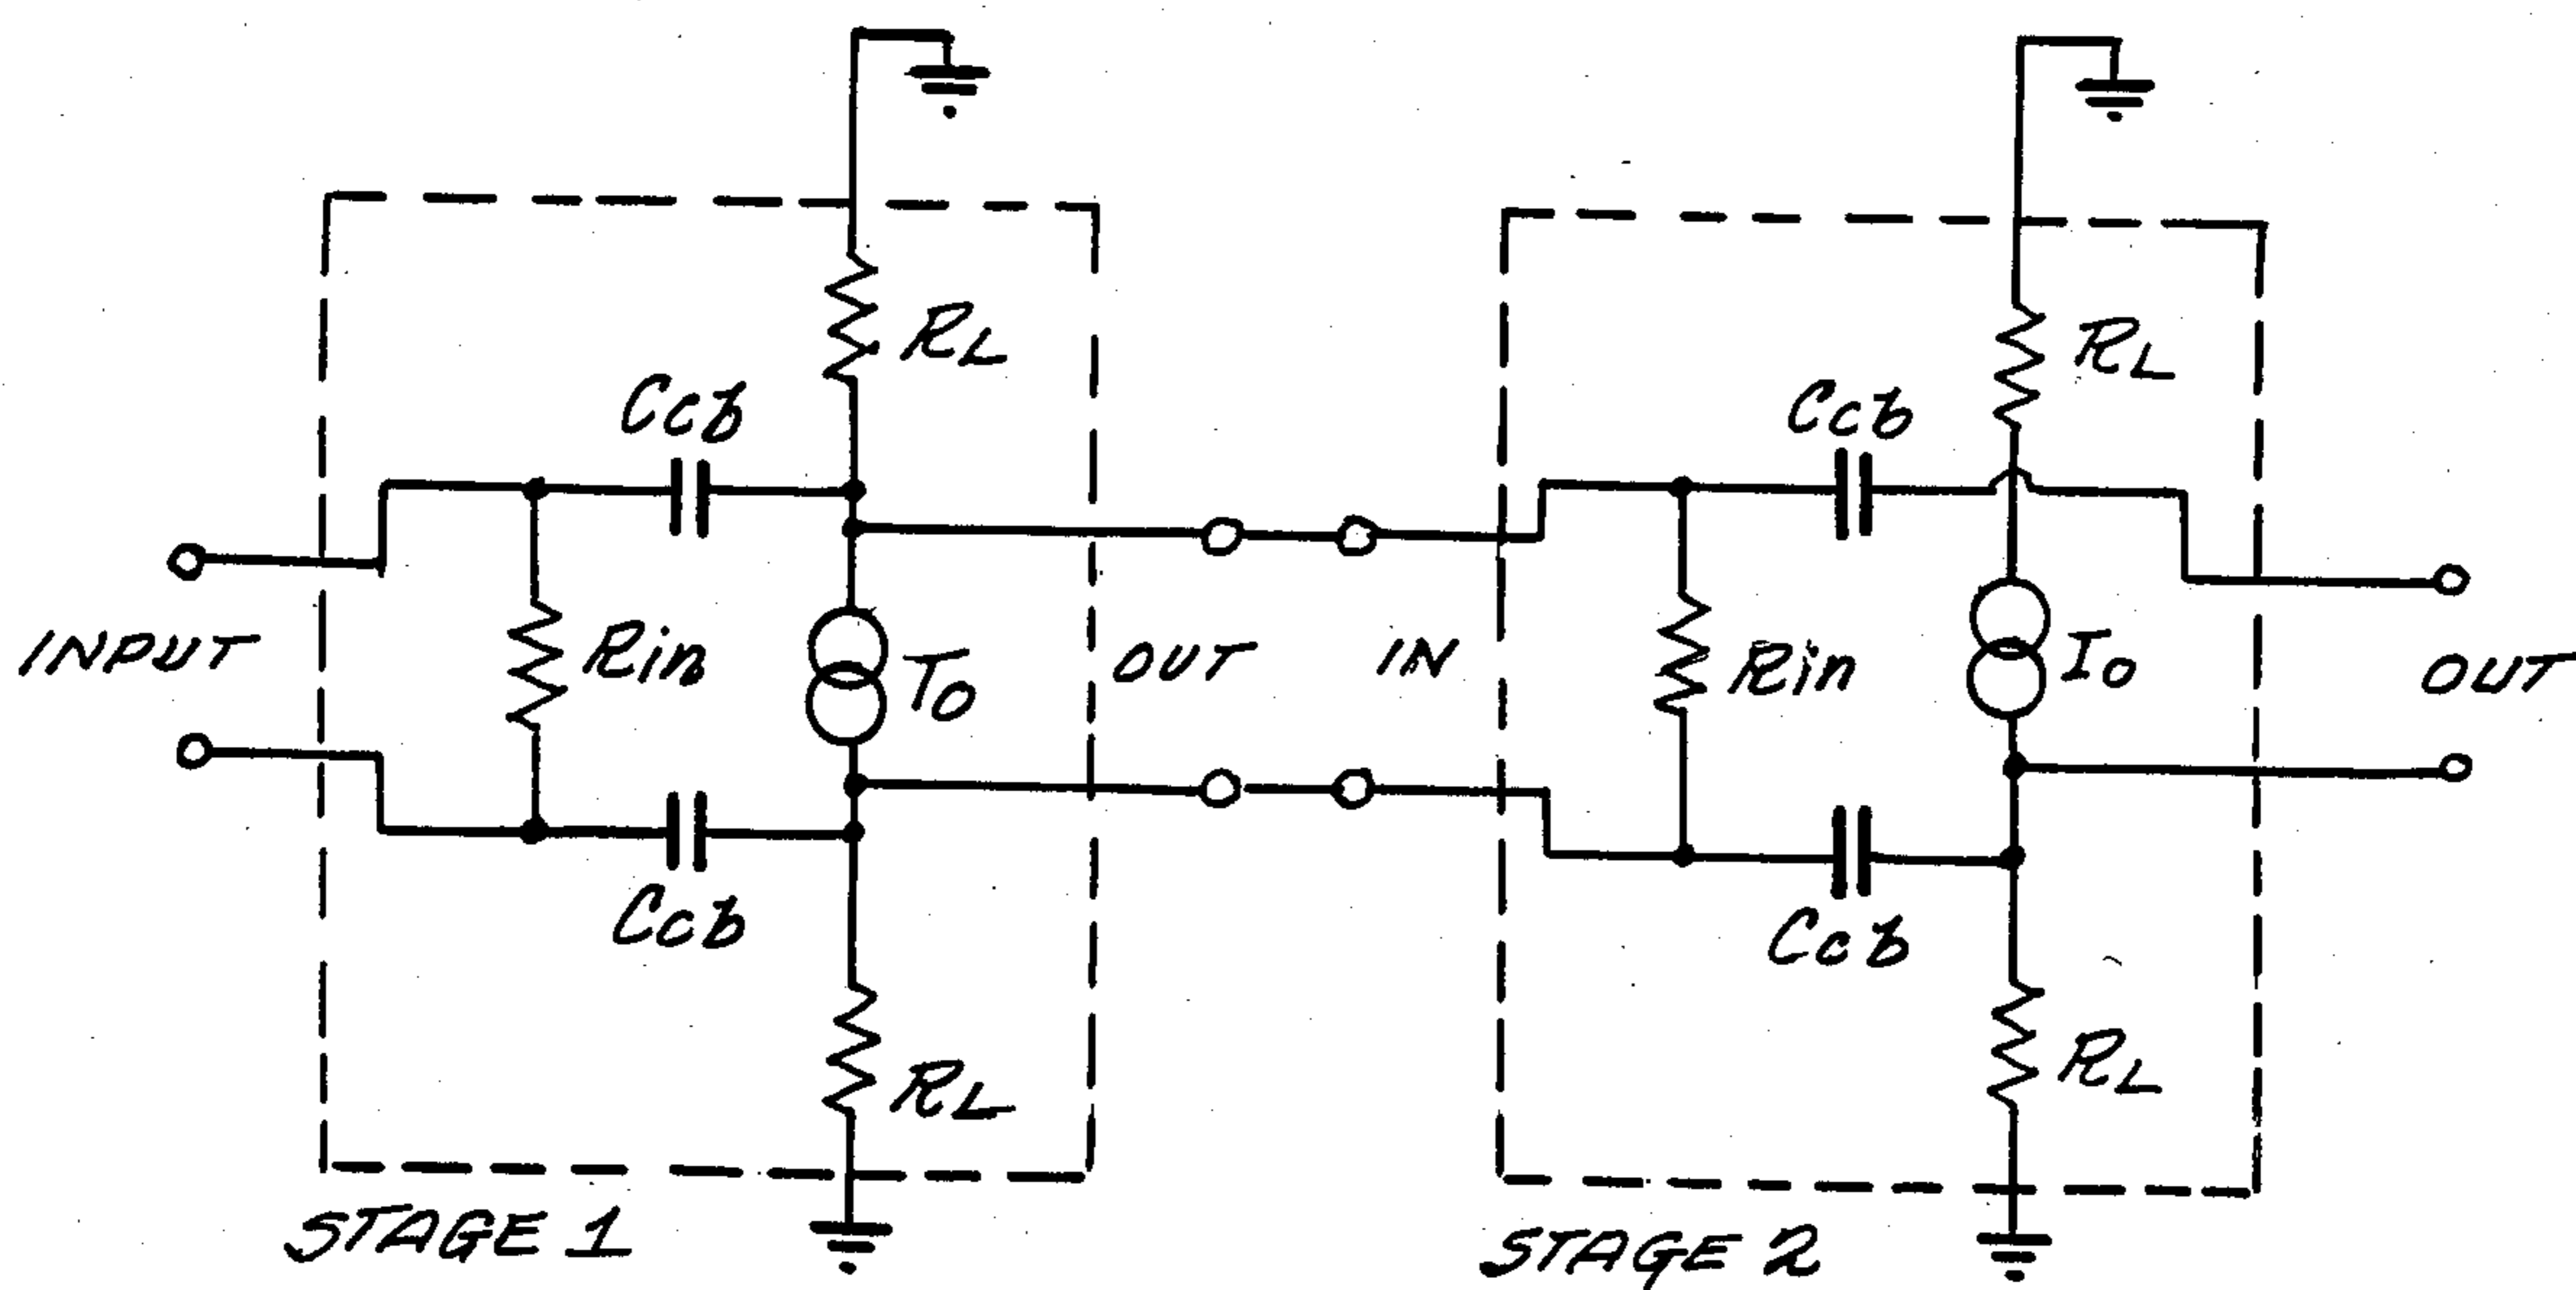 RL
Ccb
Rin
To
Ccb
RL
INPUT
OUT
IN
RL
Ccb
Rin
Io
Ccb
RL
OUT
STAGE 1
STAGE 2